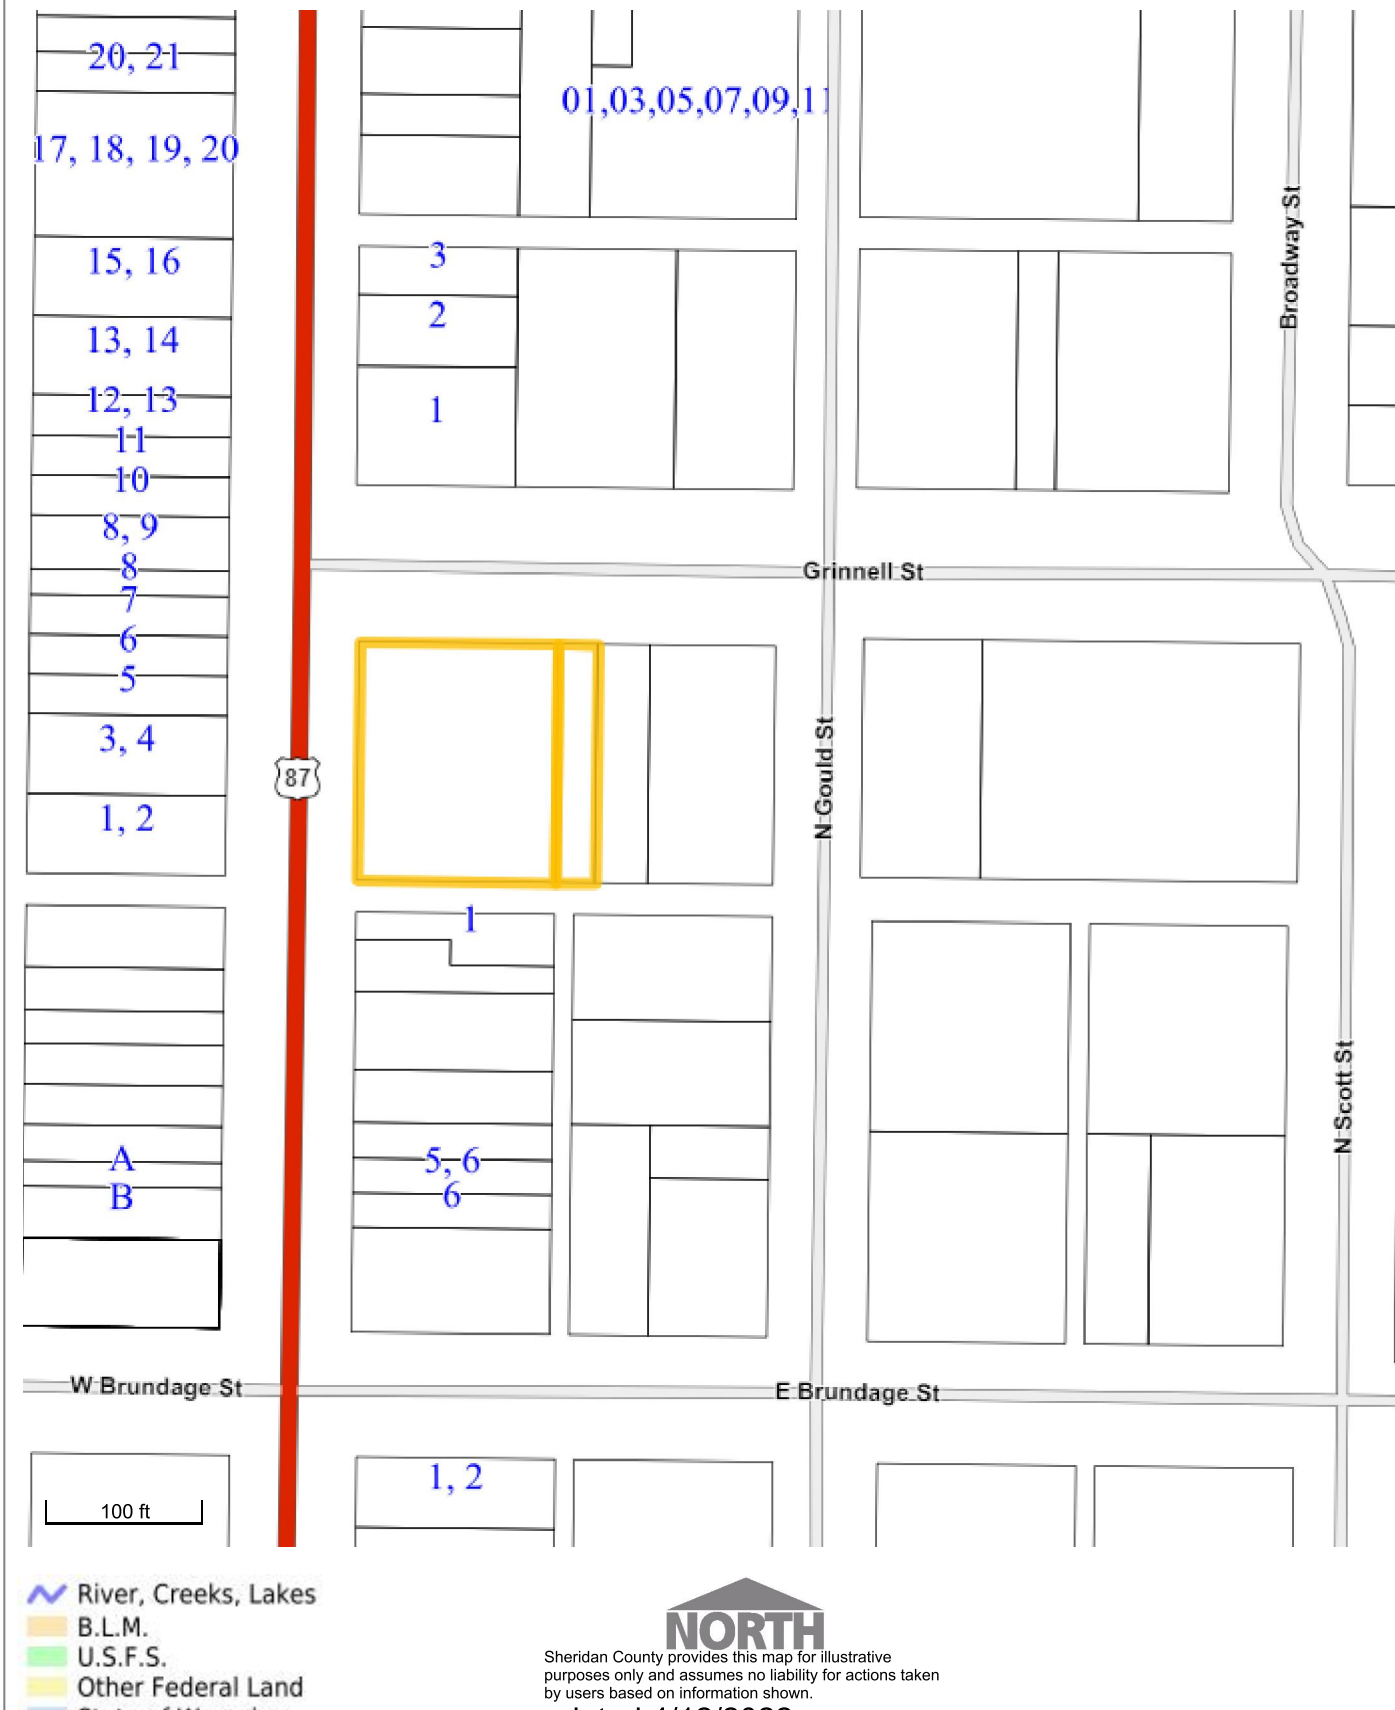 20, 21
01,03,05,07,09,11
17, 18, 19, 20
Broadway St
3
15, 16
2
13, 14
12, 13
1
11
10
8, 9
8
Grinnell St
7
6
5
3, 4
N Gould St
87
1, 2
1
N Scott St
A
5, 6
B
6
W Brundage St
E Brundage St
1, 2
100 ft
River, Creeks, Lakes
B.L.M.
U.S.F.S.
Other Federal Land
NORTH
Sheridan County provides this map for illustrative
purposes only and assumes no liability for actions taken
by users based on information shown.